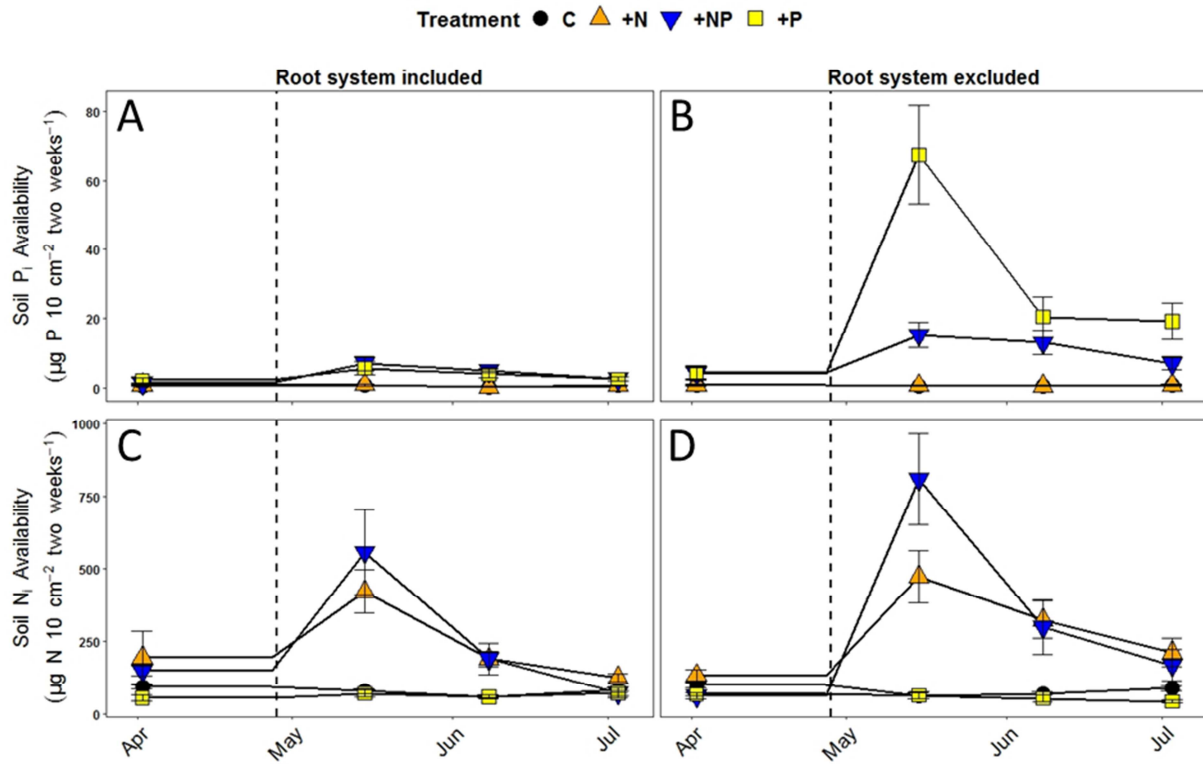 Treatment C +N +NP +P
Root system included Root system excluded
A B
80
60
40
20
0
Soil Pᵢ Availability
(µg P 10 cm⁻² two weeks⁻¹)
C D
1000
750
500
250
0
Soil Nᵢ Availability
(µg N 10 cm⁻² two weeks⁻¹)
Apr May Jun Jul Apr May Jun Jul